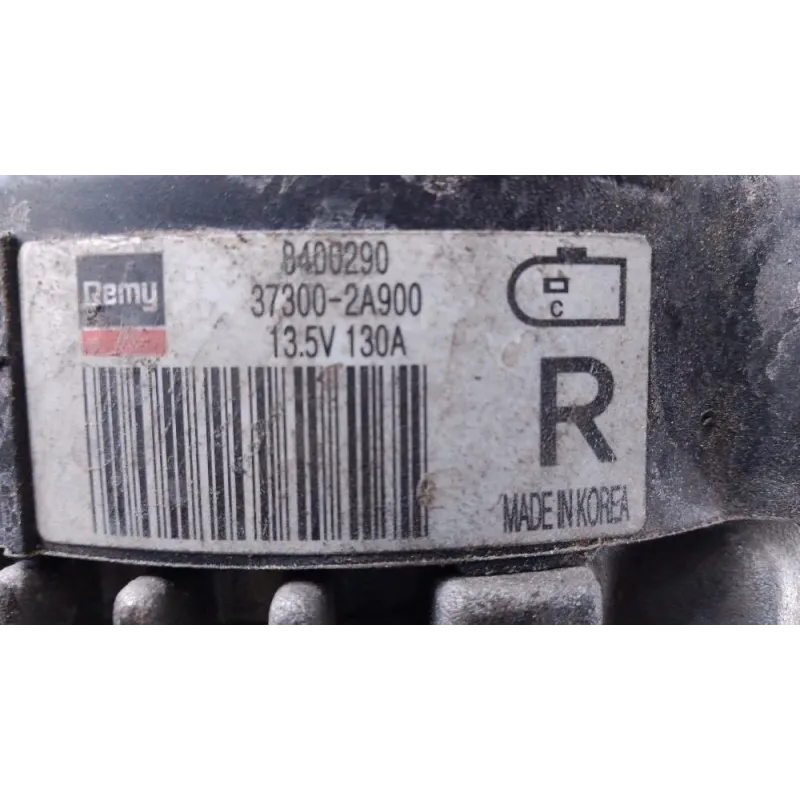 Remy
8400290
37300-2A900
13.5V 130A
C
R
MADE IN KOREA